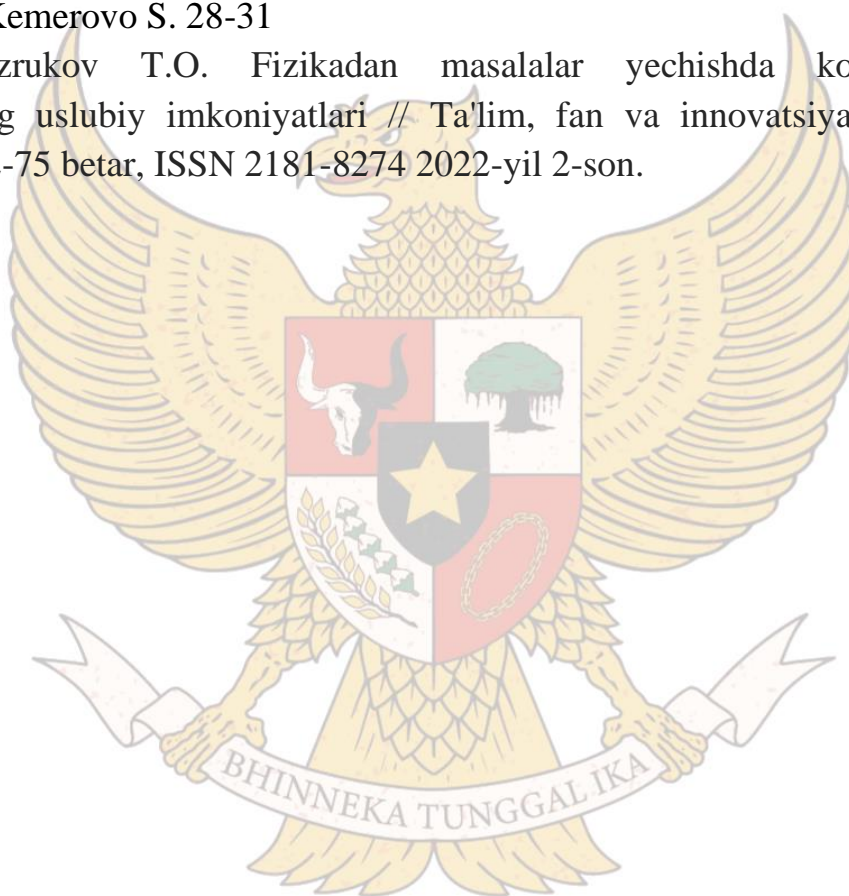 Kemerovo S. 28-31
zrukov T.O. Fizikadan masalalar yechishda ko
g uslubiy imkoniyatlari // Ta'lim, fan va innovatsiya
-75 betar, ISSN 2181-8274 2022-yil 2-son.
BHINNEKA TUNGGAL IKA